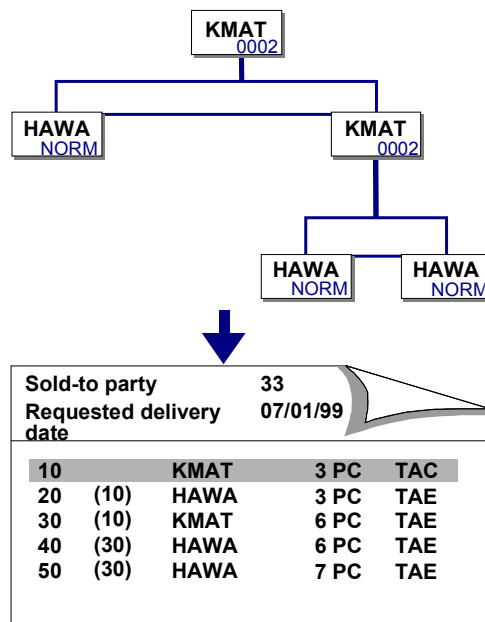 KMAT
0002
HAWA
NORM
KMAT
0002
HAWA
NORM
HAWA
NORM
Sold-to party 33
Requested delivery 07/01/99
date
10 KMAT 3 PC TAC
20 (10) HAWA 3 PC TAE
30 (10) KMAT 6 PC TAE
40 (30) HAWA 6 PC TAE
50 (30) HAWA 7 PC TAE